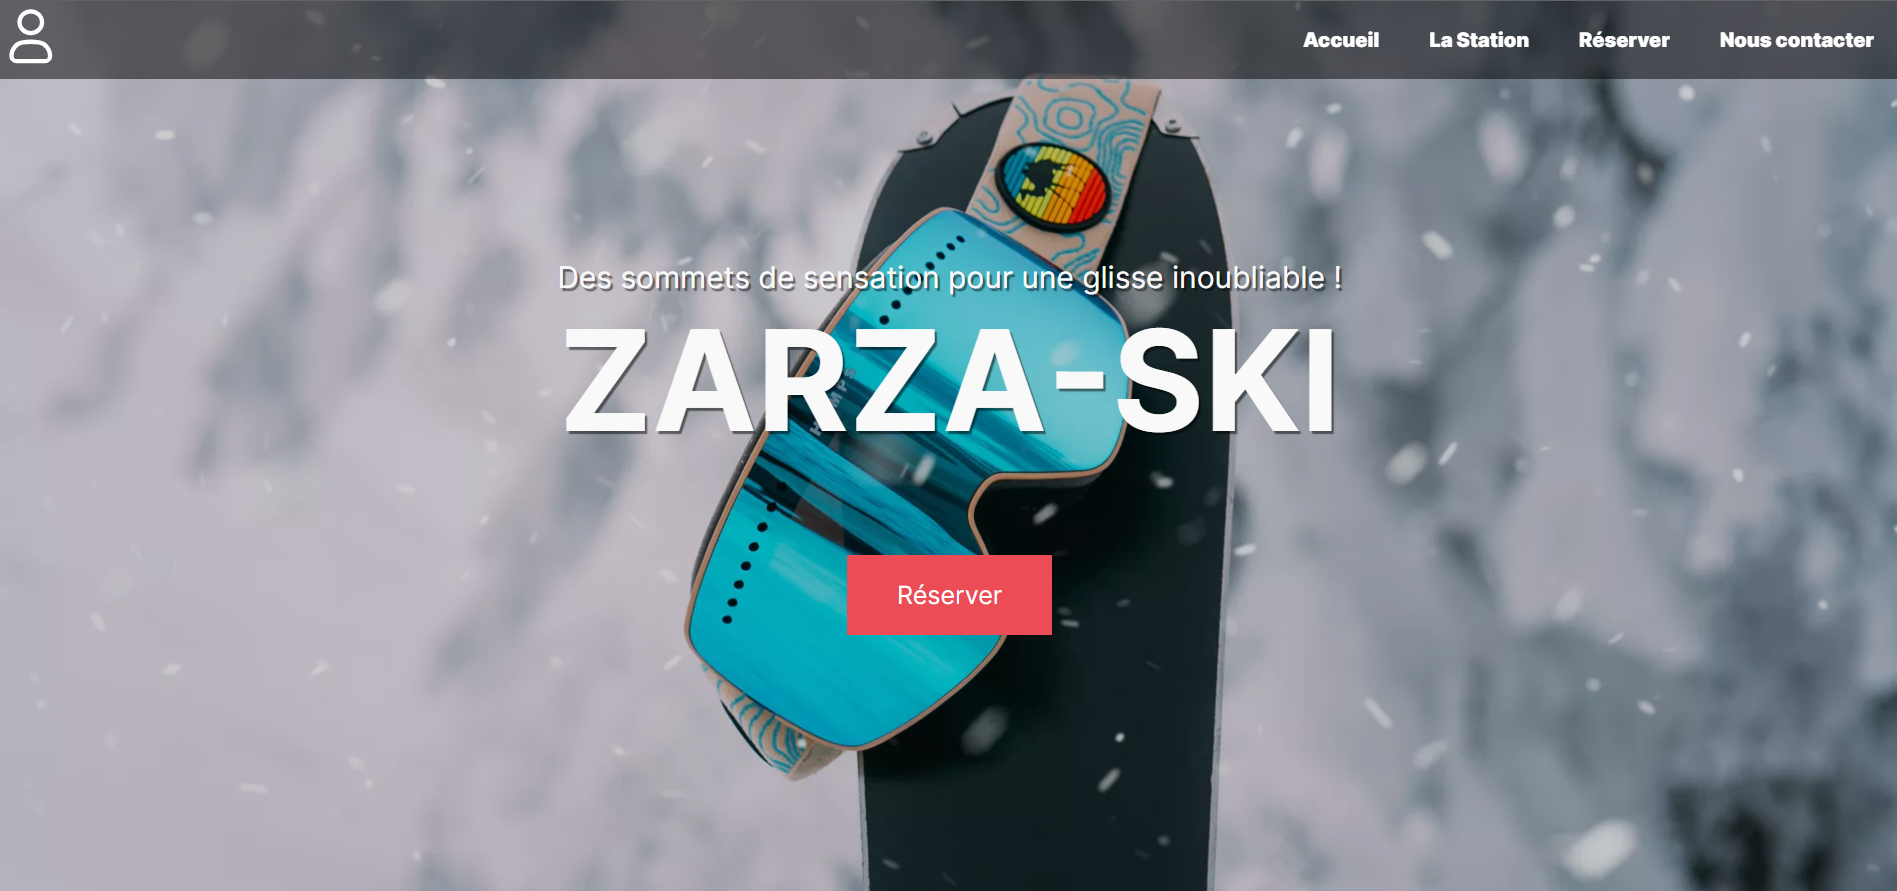 Accueil
La Station
Réserver
Nous contacter
Des sommets de sensation pour une glisse inoubliable !
ZARZA-SKI
Réserver